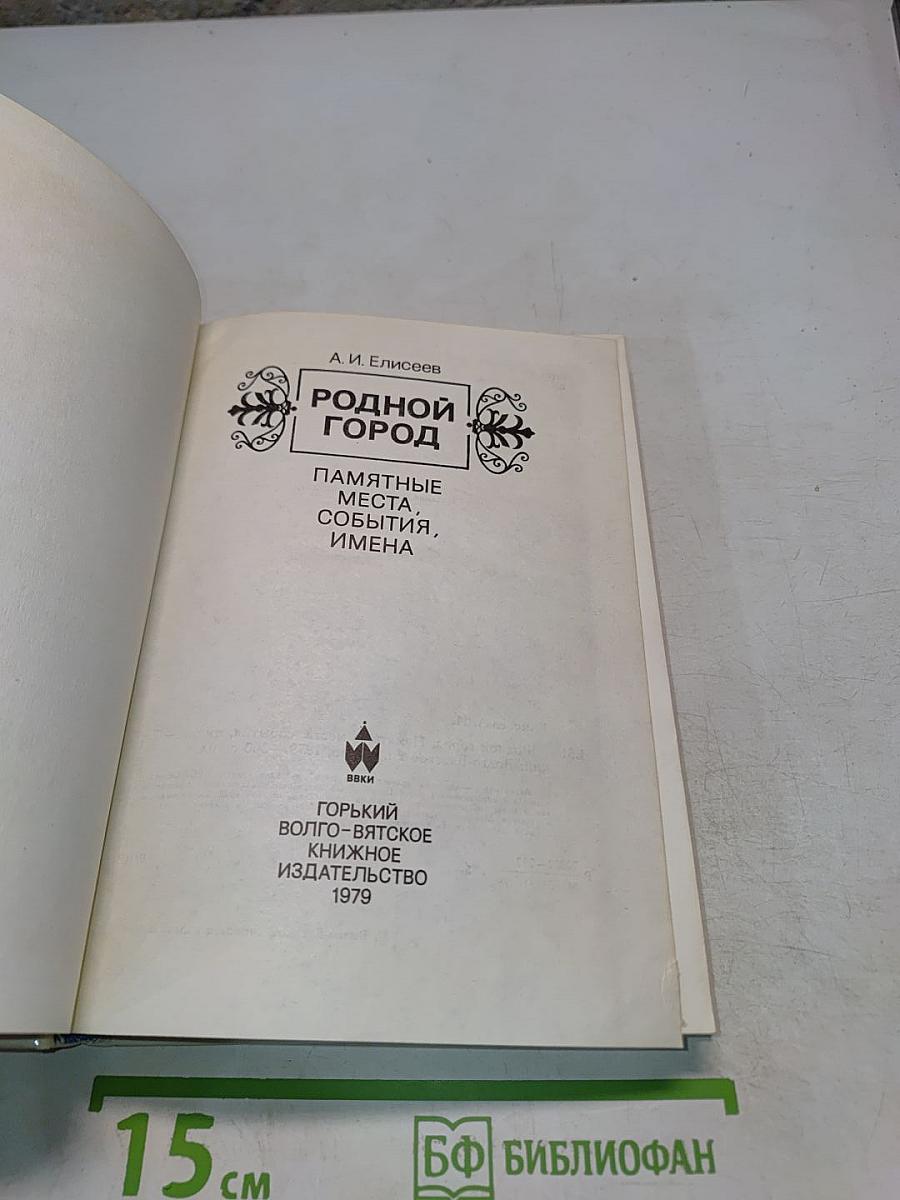 А. И. Елисеев
РОДНОЙ
ГОРОД
ПАМЯТНЫЕ
МЕСТА,
СОБЫТИЯ,
ИМЕНА
ВВКИ
ГОРЬКИЙ
ВОЛГО-ВЯТСКОЕ
КНИЖНОЕ
ИЗДАТЕЛЬСТВО
1979
15 см
БФ БИБЛИОФАН